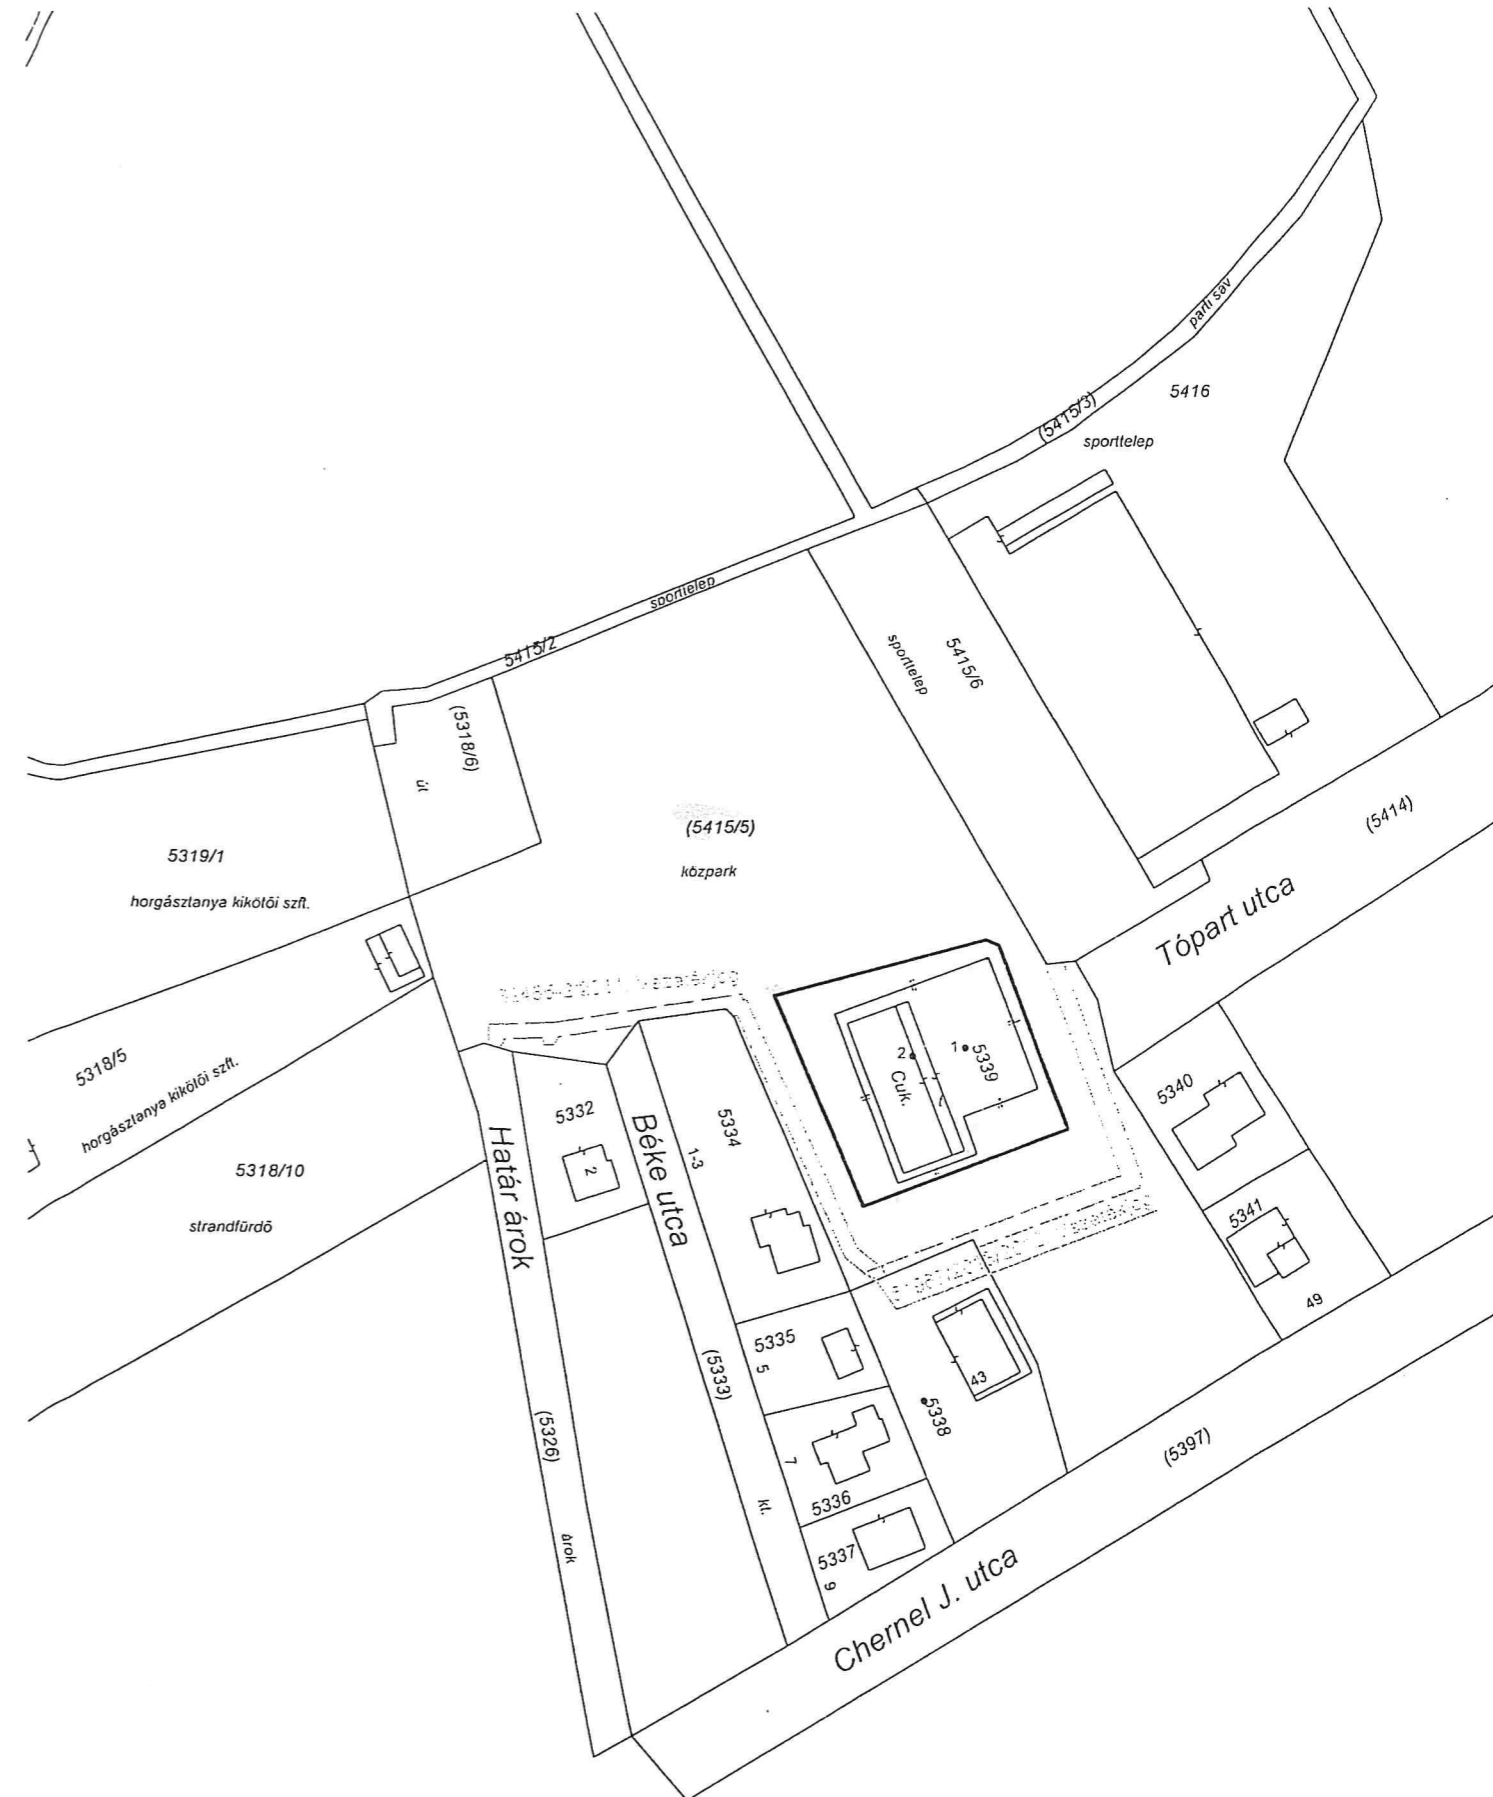 parti sáv
5416
(5415/3)
sporttelep
sporttelep
5415/2
sporttelep
5415/6
(5318/6)
út
(5415/5)
közpark
(5414)
5319/1
horgásztanya kikötői szft.
Tópart utca
5318/5
horgásztanya kikötői szft.
5318/10
strandfürdő
2
Cuk.
1
5339
5340
5341
49
5332
2
Határ árok
Béke utca
1-3
5334
(5333)
5335
5
43
5338
7
5336
(5326)
árok
kt.
5337
9
(5397)
Chernel J. utca